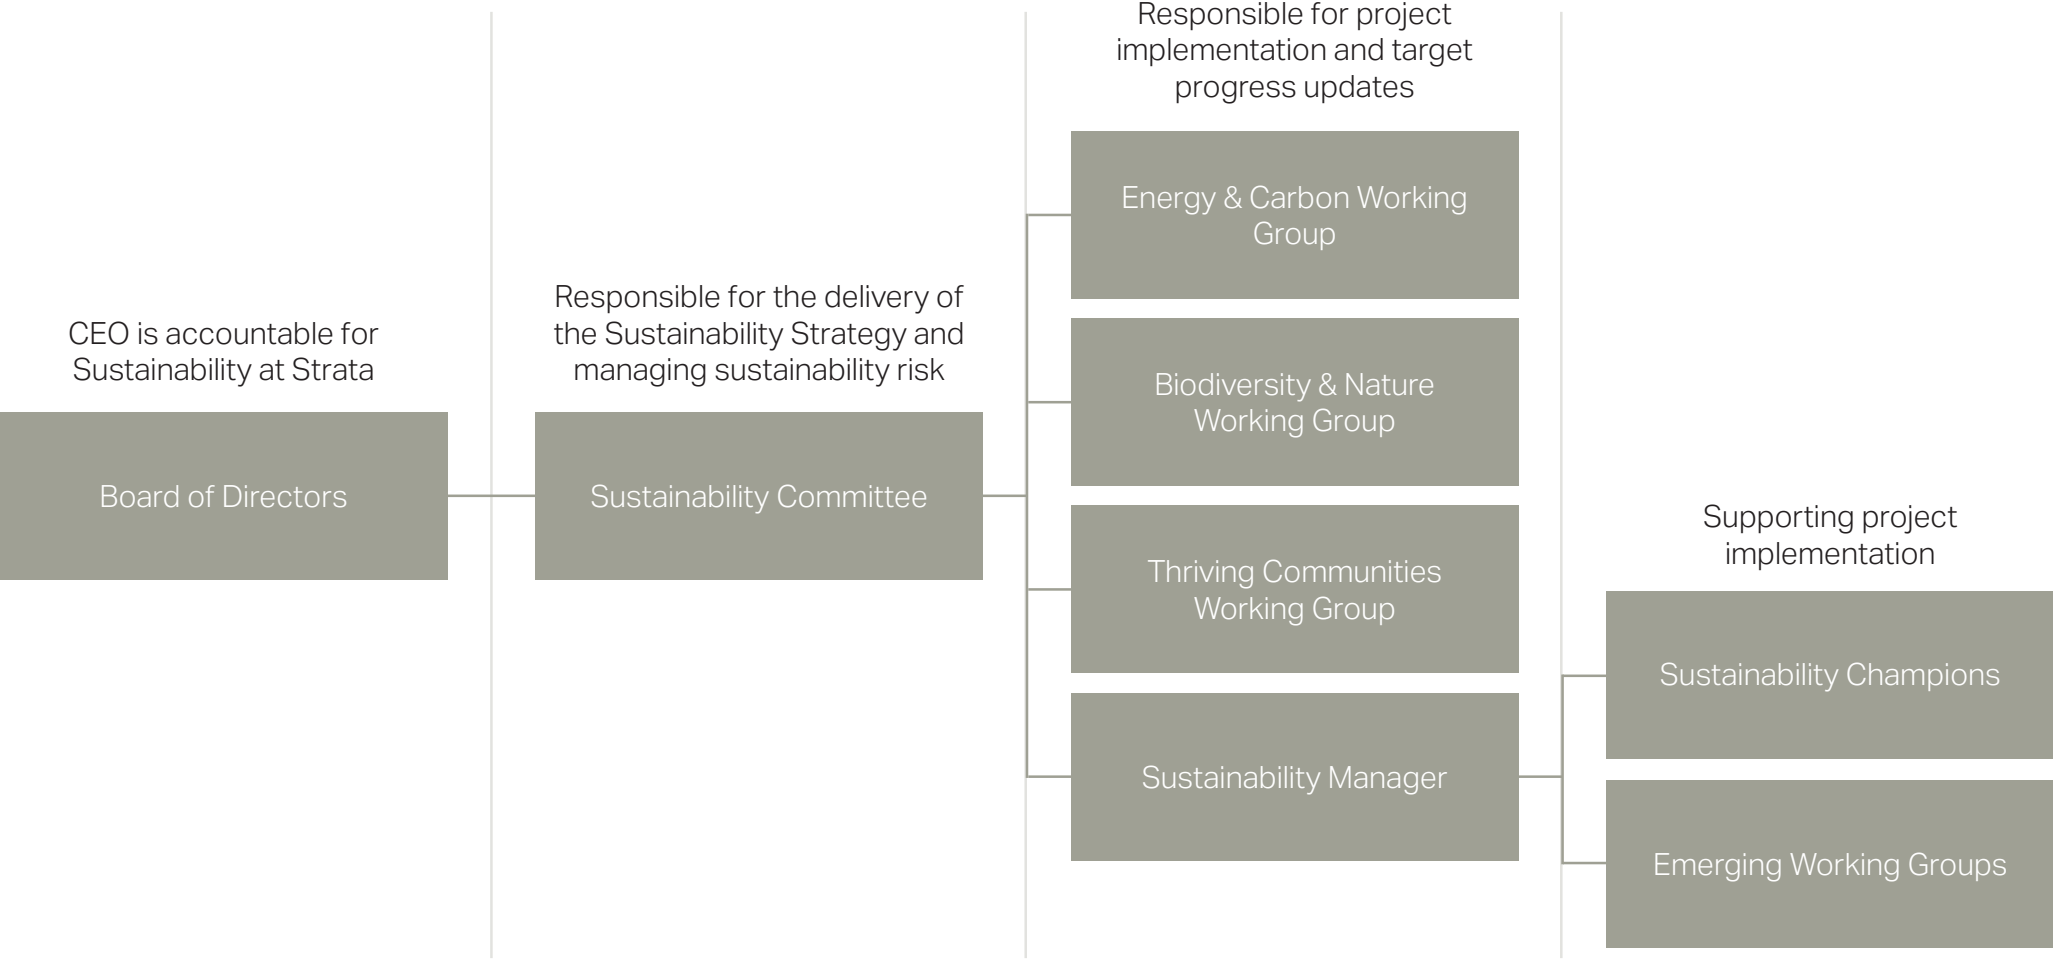 CEO is accountable for
Sustainability at Strata
Board of Directors
Responsible for the delivery of
the Sustainability Strategy and
managing sustainability risk
Sustainability Committee
Responsible for project
implementation and target
progress updates
Energy & Carbon Working
Group
Biodiversity & Nature
Working Group
Thriving Communities
Working Group
Sustainability Manager
Supporting project
implementation
Sustainability Champions
Emerging Working Groups